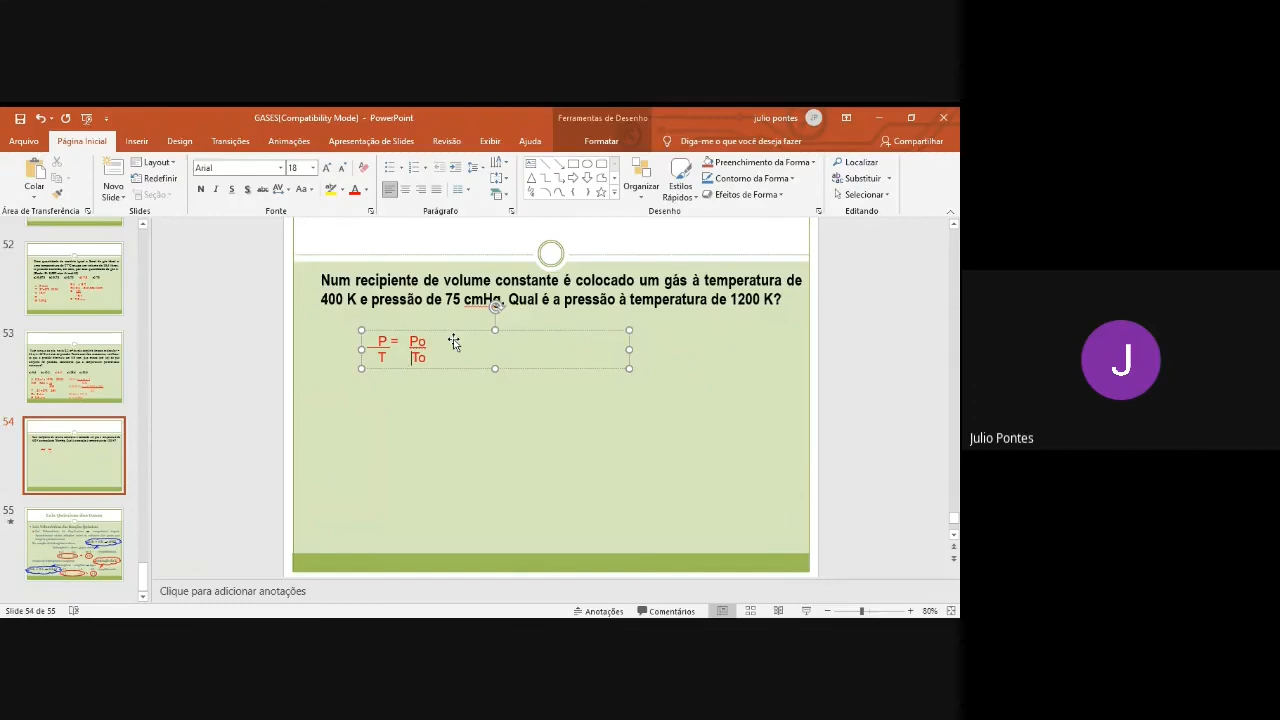 GASES[Compatibility Mode] - PowerPoint
Ferramentas de Desenho
julio pontes
JP
Arquivo
Página Inicial
Inserir
Design
Transições
Animações
Apresentação de Slides
Revisão
Exibir
Ajuda
Formatar
Diga-me o que você deseja fazer
Compartilhar
Colar
Novo
Slide
Layout
Redefinir
Seção
Arial
18
N I S S abc AV Aa
Organizar
Estilos
Rápidos
Preenchimento da Forma
Contorno da Forma
Efeitos de Forma
Localizar
Substituir
Selecionar
Área de Transferência
Slides
Fonte
Parágrafo
Desenho
Editando
52
53
54
55
Num recipiente de volume constante é colocado um gás à temperatura de
400 K e pressão de 75 cmHg. Qual é a pressão à temperatura de 1200 K?
P = Po
T To
Clique para adicionar anotações
Slide 54 de 55
Anotações
Comentários
80%
J
Julio Pontes